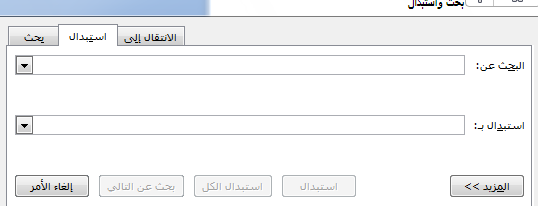 بحث واستبدال
بحث استبدال الانتقال إلى
البحث عن:
استبدال بـ:
المزيد >> استبدال استبدال الكل بحث عن التالي إلغاء الأمر